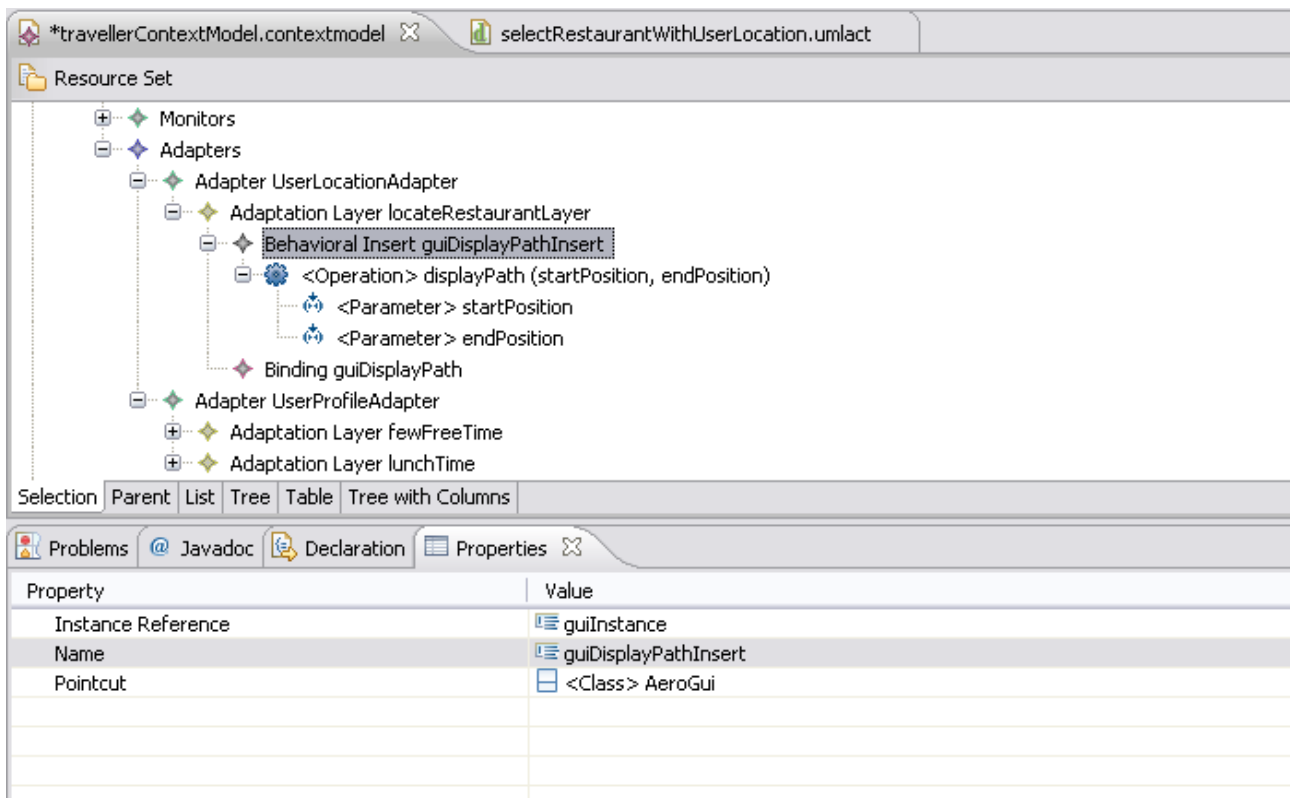 *travellerContextModel.contextmodel selectRestaurantWithUserLocation.umlact
Resource Set
Monitors
Adapters
Adapter UserLocationAdapter
Adaptation Layer locateRestaurantLayer
Behavioral Insert guiDisplayPathInsert
<Operation> displayPath (startPosition, endPosition)
<Parameter> startPosition
<Parameter> endPosition
Binding guiDisplayPath
Adapter UserProfileAdapter
Adaptation Layer fewFreeTime
Adaptation Layer lunchTime
Selection Parent List Tree Table Tree with Columns
Problems @ Javadoc Declaration Properties
Property Value
Instance Reference guiInstance
Name guiDisplayPathInsert
Pointcut <Class> AeroGui